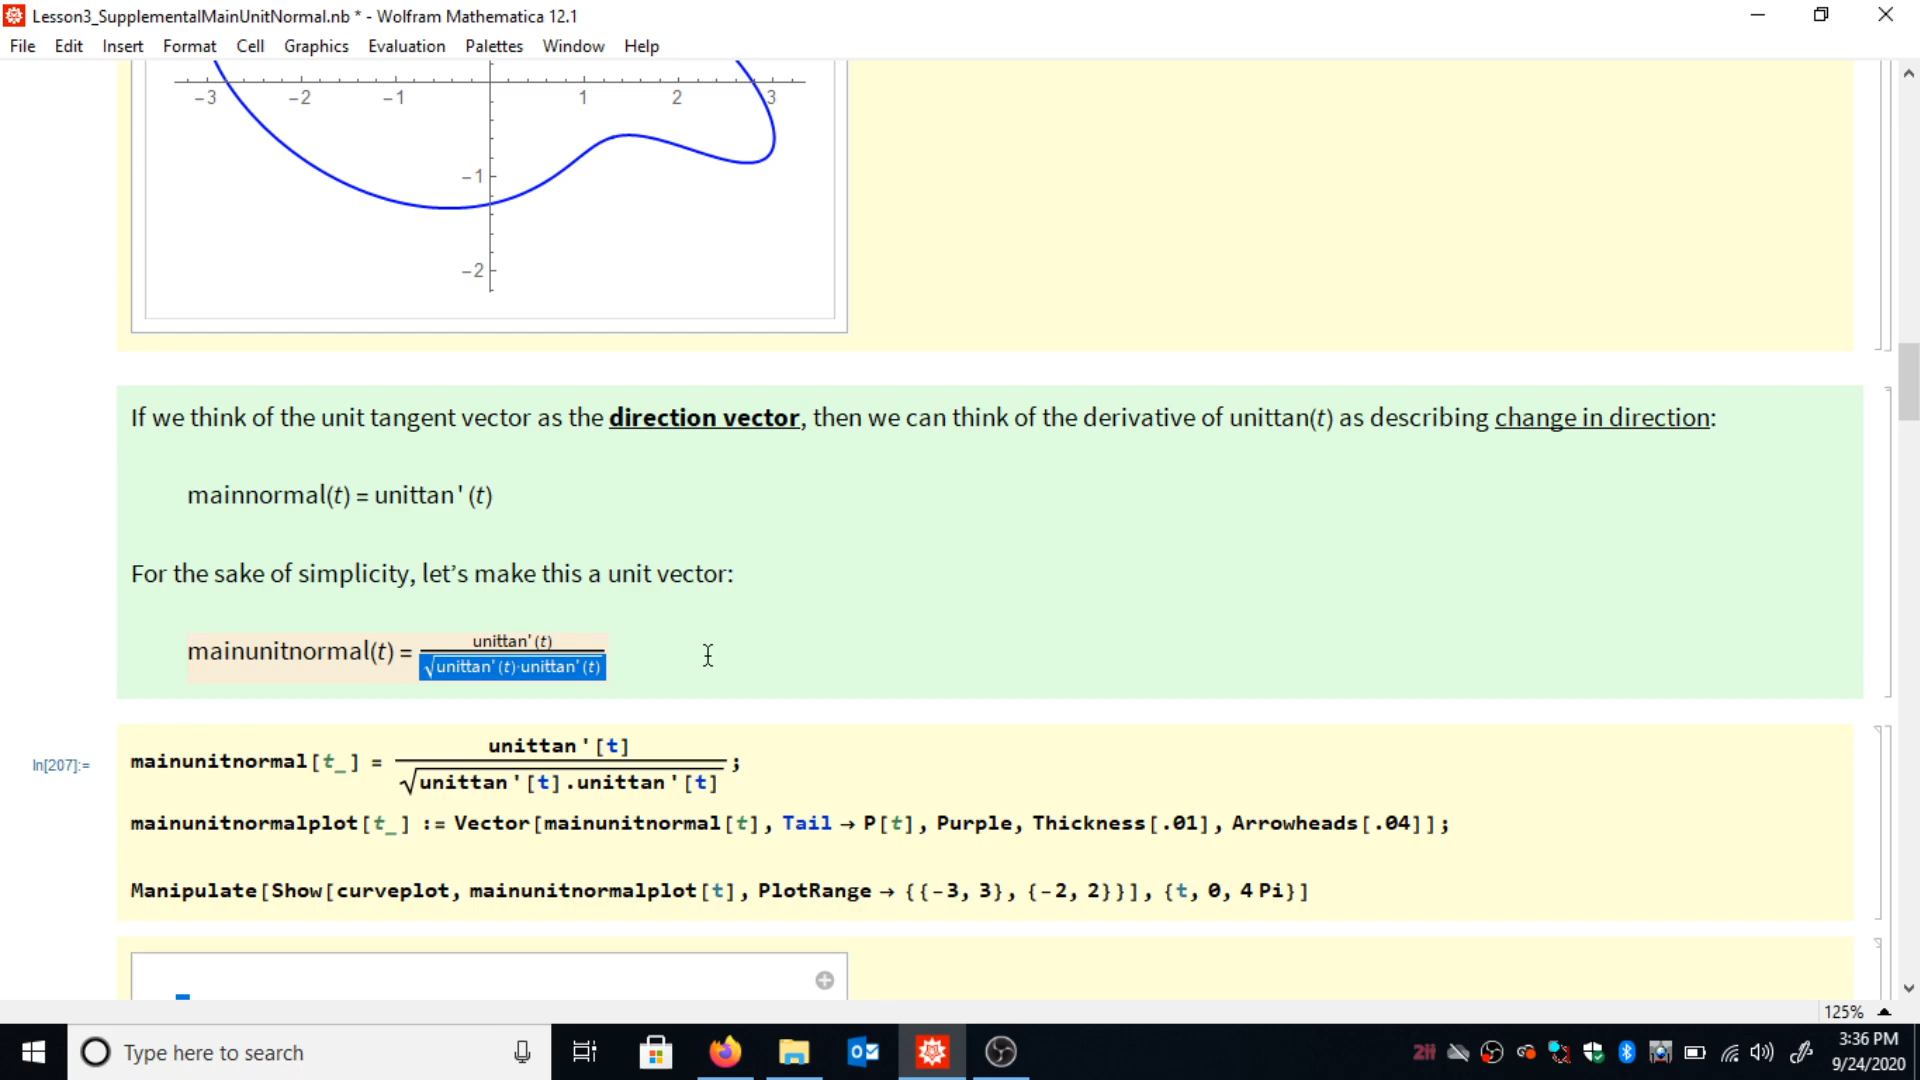 Lesson3_SupplementalMainUnitNormal.nb * - Wolfram Mathematica 12.1
File Edit Insert Format Cell Graphics Evaluation Palettes Window Help
-3 -2 -1 1 2 3
-1
-2
If we think of the unit tangent vector as the direction vector, then we can think of the derivative of unittan(t) as describing change in direction:
mainnormal(t) = unittan ' (t)
For the sake of simplicity, let's make this a unit vector:
mainunitnormal(t) = unittan' (t) / √unittan' (t)·unittan' (t)
In[207]:= mainunitnormal[t_] = unittan '[t] / √unittan '[t].unittan '[t] ;
mainunitnormalplot[t_] := Vector[mainunitnormal[t], Tail → P[t], Purple, Thickness[.01], Arrowheads[.04]];
Manipulate[Show[curveplot, mainunitnormalplot[t], PlotRange → {{-3, 3}, {-2, 2}}], {t, 0, 4 Pi}]
125%
Type here to search
3:36 PM
9/24/2020